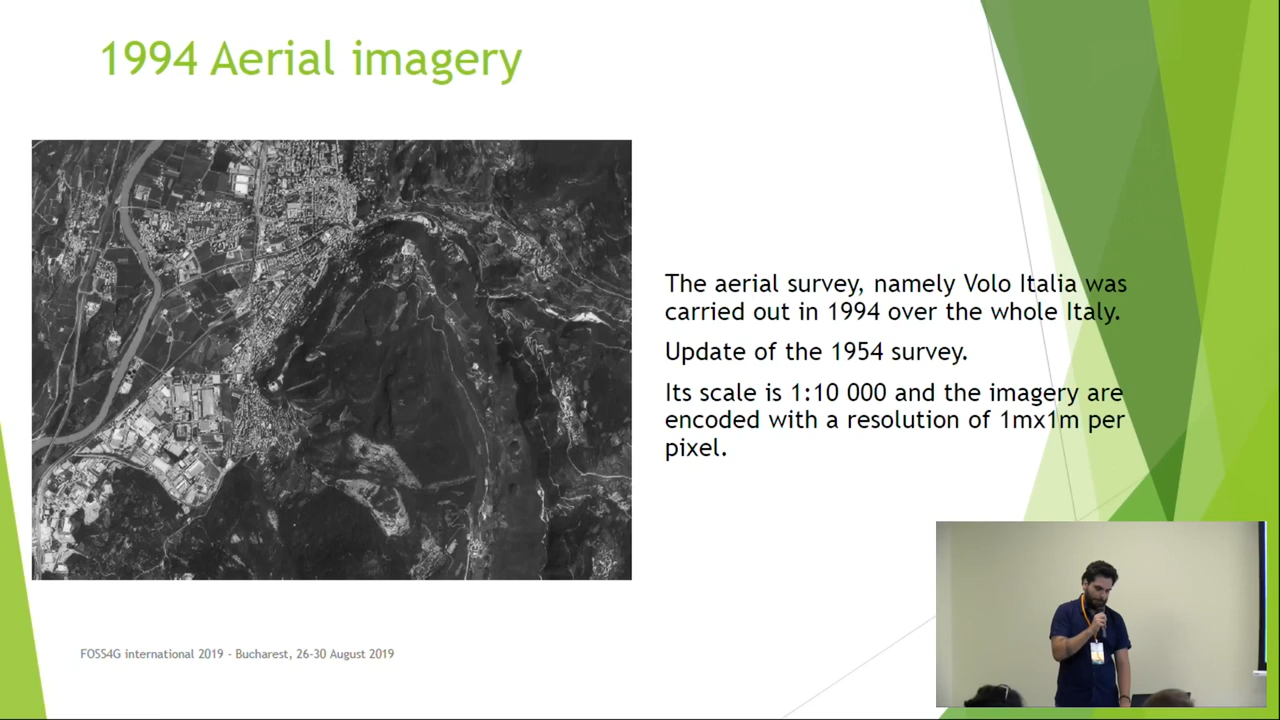 1994 Aerial imagery
The aerial survey, namely Volo Italia was
carried out in 1994 over the whole Italy.
Update of the 1954 survey.
Its scale is 1:10 000 and the imagery are
encoded with a resolution of 1mx1m per
pixel.
FOSS4G international 2019 - Bucharest, 26-30 August 2019